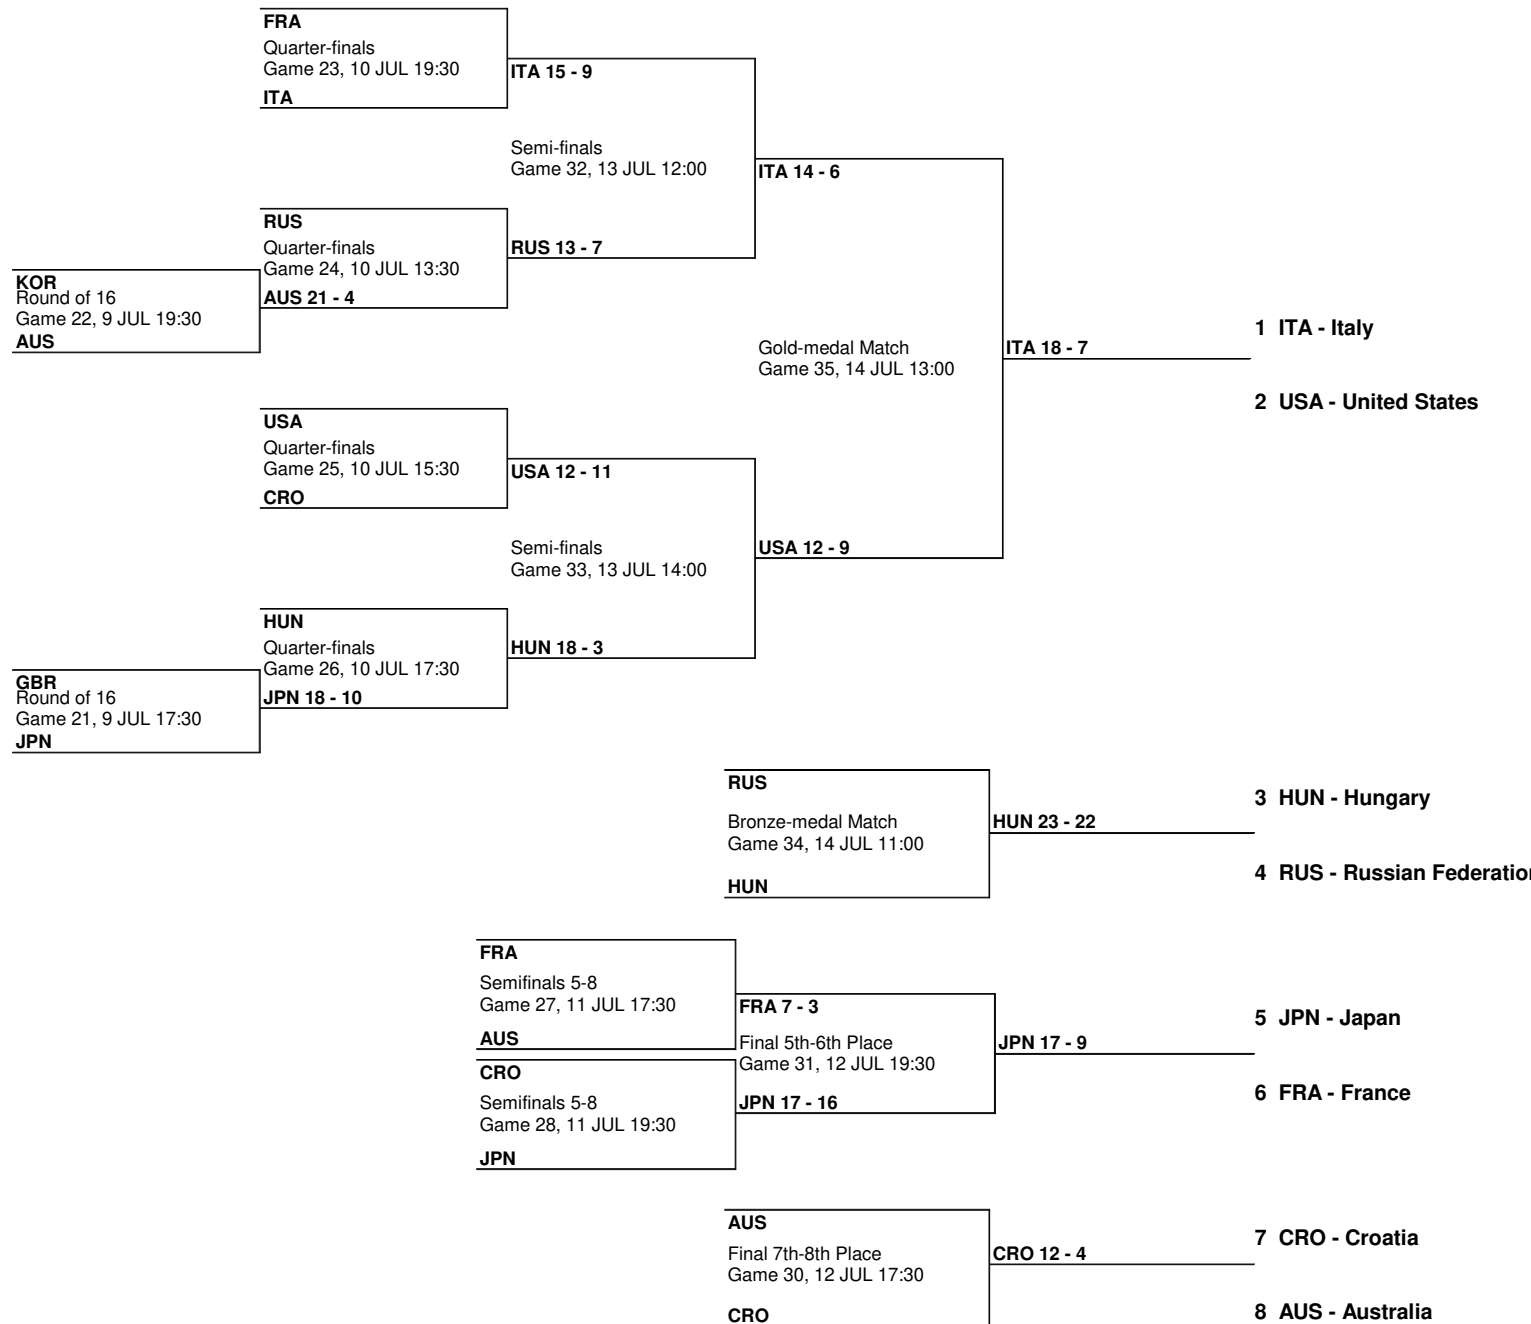 FRA
Quarter-finals
Game 23, 10 JUL 19:30
ITA
ITA 15 - 9
Semi-finals
Game 32, 13 JUL 12:00
ITA 14 - 6
RUS
Quarter-finals
Game 24, 10 JUL 13:30
RUS 13 - 7
KOR
Round of 16
Game 22, 9 JUL 19:30
AUS
AUS 21 - 4
Gold-medal Match
Game 35, 14 JUL 13:00
ITA 18 - 7
1 ITA - Italy
2 USA - United States
USA
Quarter-finals
Game 25, 10 JUL 15:30
CRO
USA 12 - 11
Semi-finals
Game 33, 13 JUL 14:00
USA 12 - 9
HUN
Quarter-finals
Game 26, 10 JUL 17:30
HUN 18 - 3
GBR
Round of 16
Game 21, 9 JUL 17:30
JPN
JPN 18 - 10
RUS
Bronze-medal Match
Game 34, 14 JUL 11:00
HUN
HUN 23 - 22
3 HUN - Hungary
4 RUS - Russian Federation
FRA
Semifinals 5-8
Game 27, 11 JUL 17:30
AUS
FRA 7 - 3
Final 5th-6th Place
Game 31, 12 JUL 19:30
JPN 17 - 9
5 JPN - Japan
6 FRA - France
CRO
Semifinals 5-8
Game 28, 11 JUL 19:30
JPN
JPN 17 - 16
AUS
Final 7th-8th Place
Game 30, 12 JUL 17:30
CRO
CRO 12 - 4
7 CRO - Croatia
8 AUS - Australia